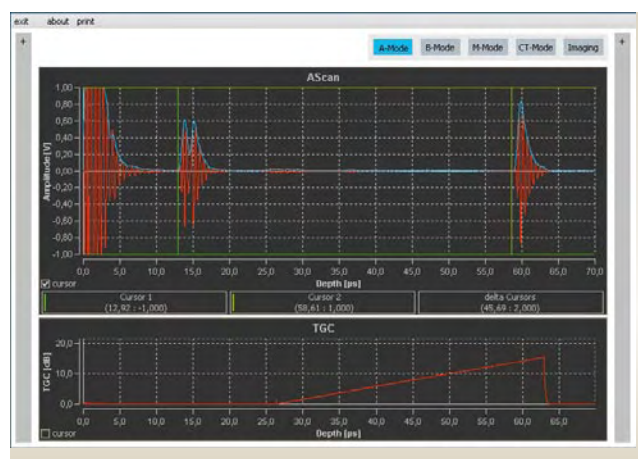 exit about print
+ +
A-Mode B-Mode M-Mode CT-Mode Imaging
AScan
Amplitude [V]
1,00
0,80
0,60
0,40
0,20
0,00
-0,20
-0,40
-0,60
-0,80
-1,00
0,0 5,0 10,0 15,0 20,0 25,0 30,0 35,0 40,0 45,0 50,0 55,0 60,0 65,0 70,0
cursor
Depth [µs]
Cursor 1 Cursor 2 delta Cursors
(12,92 : -1,000) (58,61 : 1,000) (45,69 : 2,000)
TGC
TGC [dB]
20,0
10,0
0,0
0,0 5,0 10,0 15,0 20,0 25,0 30,0 35,0 40,0 45,0 50,0 55,0 60,0 65,0
cursor
Depth [µs]